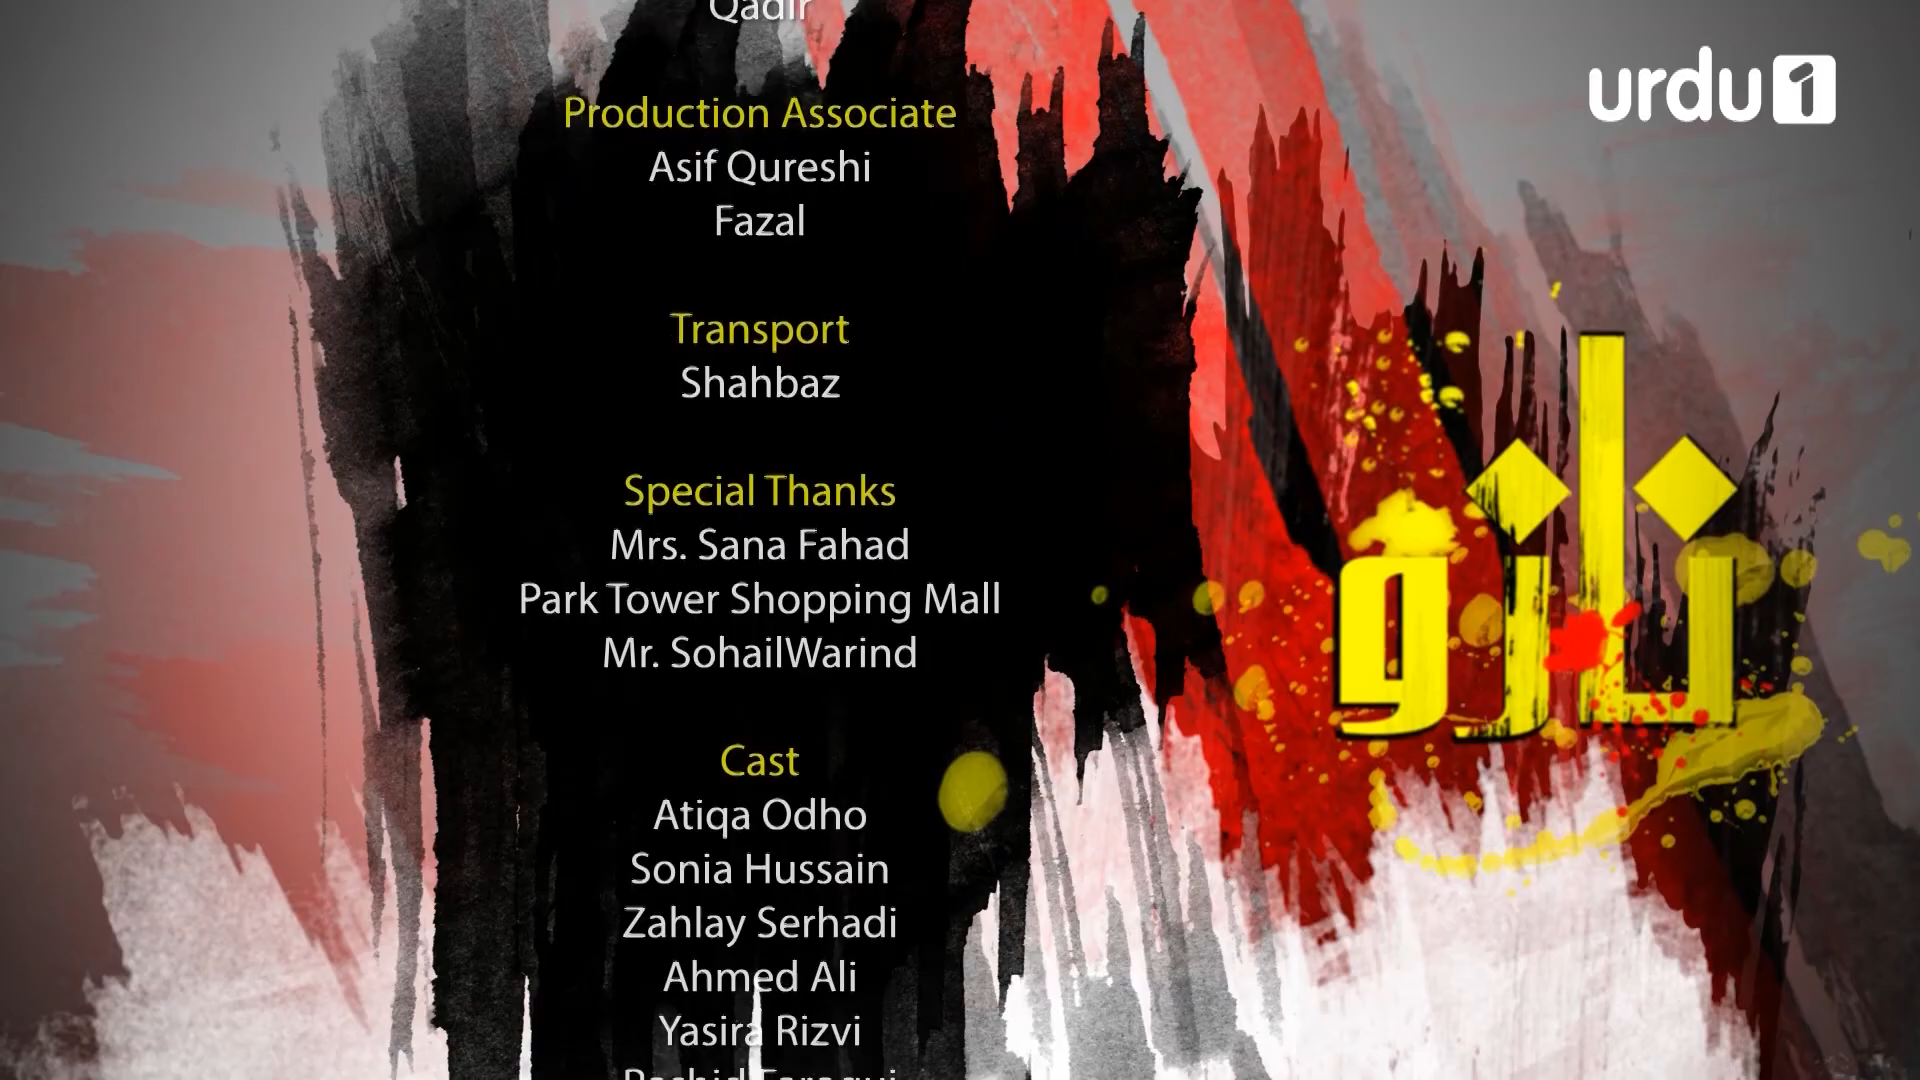 Qadir
urdu1
Production Associate
Asif Qureshi
Fazal
Transport
Shahbaz
Special Thanks
Mrs. Sana Fahad
Park Tower Shopping Mall
Mr. SohailWarind
نازو
Cast
Atiqa Odho
Sonia Hussain
Zahlay Serhadi
Ahmed Ali
Yasira Rizvi